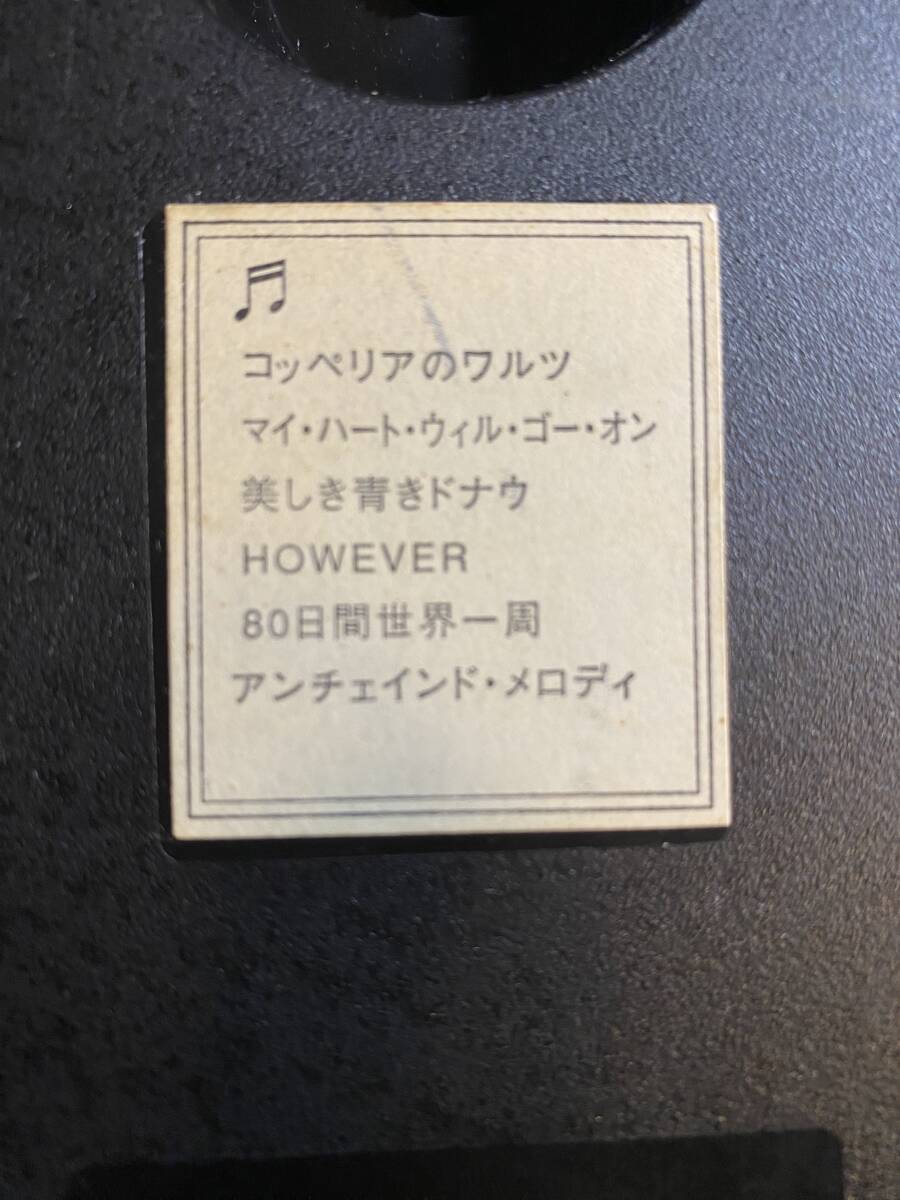 コッペリアのワルツ
マイ・ハート・ウィル・ゴー・オン
美しき青きドナウ
HOWEVER
80日間世界一周
アンチェインド・メロディ